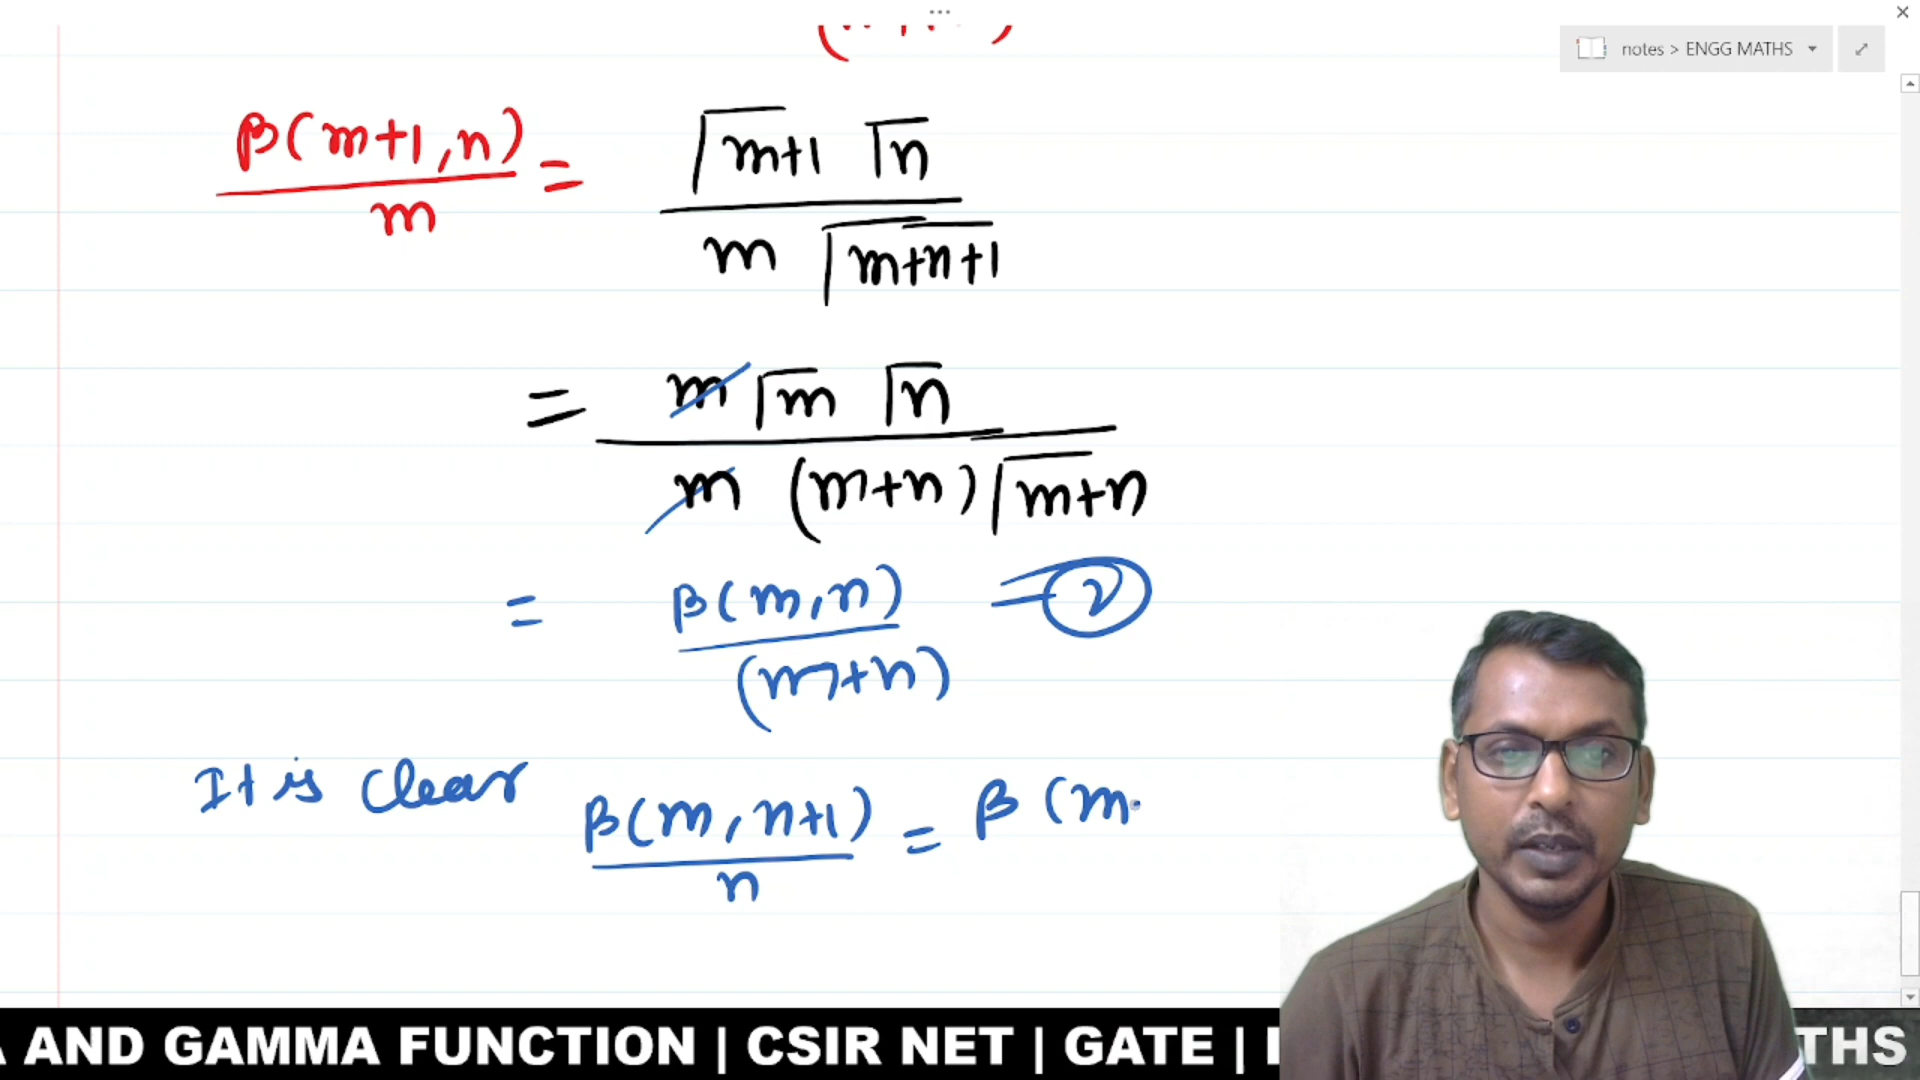 notes > ENGG MATHS
β(m+1,n)/m = Γm+1 Γn / m Γm+n+1
= m Γm Γn / m (m+n) Γm+n
= β(m,n)/(m+n) = 2
It is clear β(m,n+1)/n = β(m
AND GAMMA FUNCTION | CSIR NET | GATE | THS